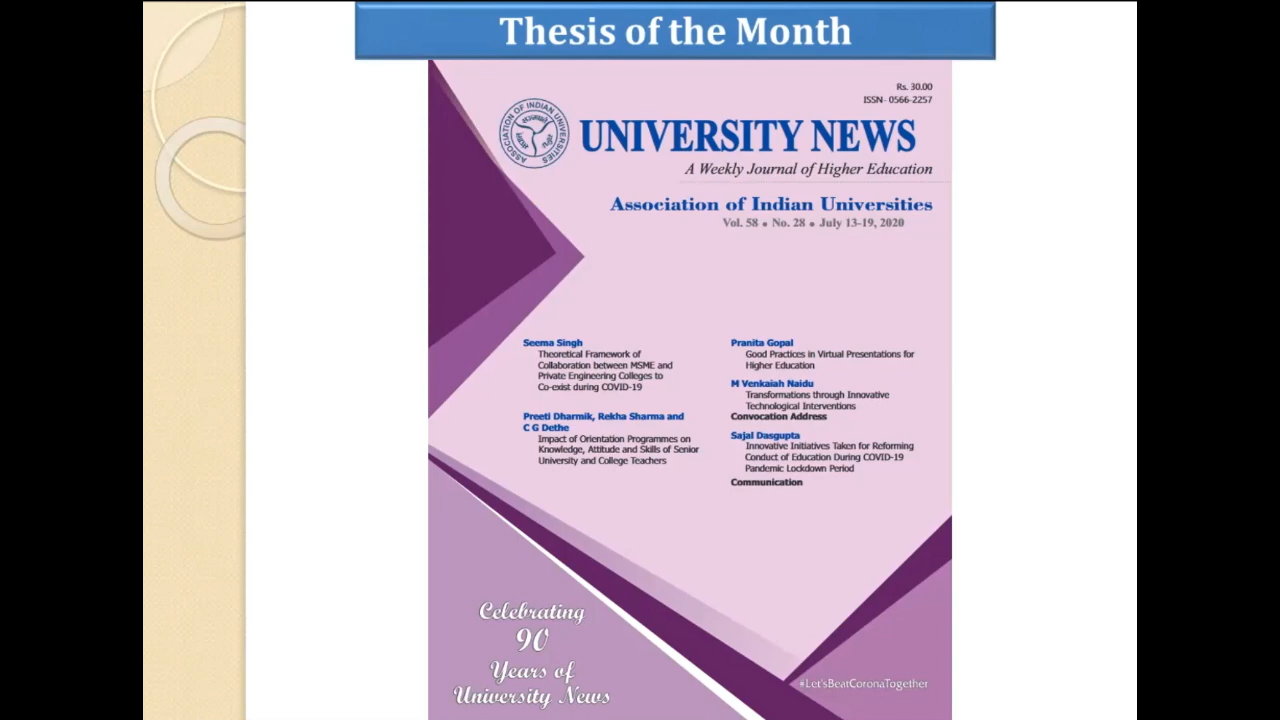 Thesis of the Month
Rs. 30.00
ISSN- 0566-2257
ASSOCIATION OF INDIAN UNIVERSITIES
UNIVERSITY NEWS
A Weekly Journal of Higher Education
Association of Indian Universities
Vol. 58 • No. 28 • July 13-19, 2020
Seema Singh
Theoretical Framework of
Collaboration between MSME and
Private Engineering Colleges to
Co-exist during COVID-19
Preeti Dharmik, Rekha Sharma and
C G Dethe
Impact of Orientation Programmes on
Knowledge, Attitude and Skills of Senior
University and College Teachers
Pranita Gopal
Good Practices in Virtual Presentations for
Higher Education
M Venkaiah Naidu
Transformations through Innovative
Technological Interventions
Convocation Address
Sajal Dasgupta
Innovative Initiatives Taken for Reforming
Conduct of Education During COVID-19
Pandemic Lockdown Period
Communication
Celebrating
90
Years of
University News
#Let'sBeatCoronaTogether